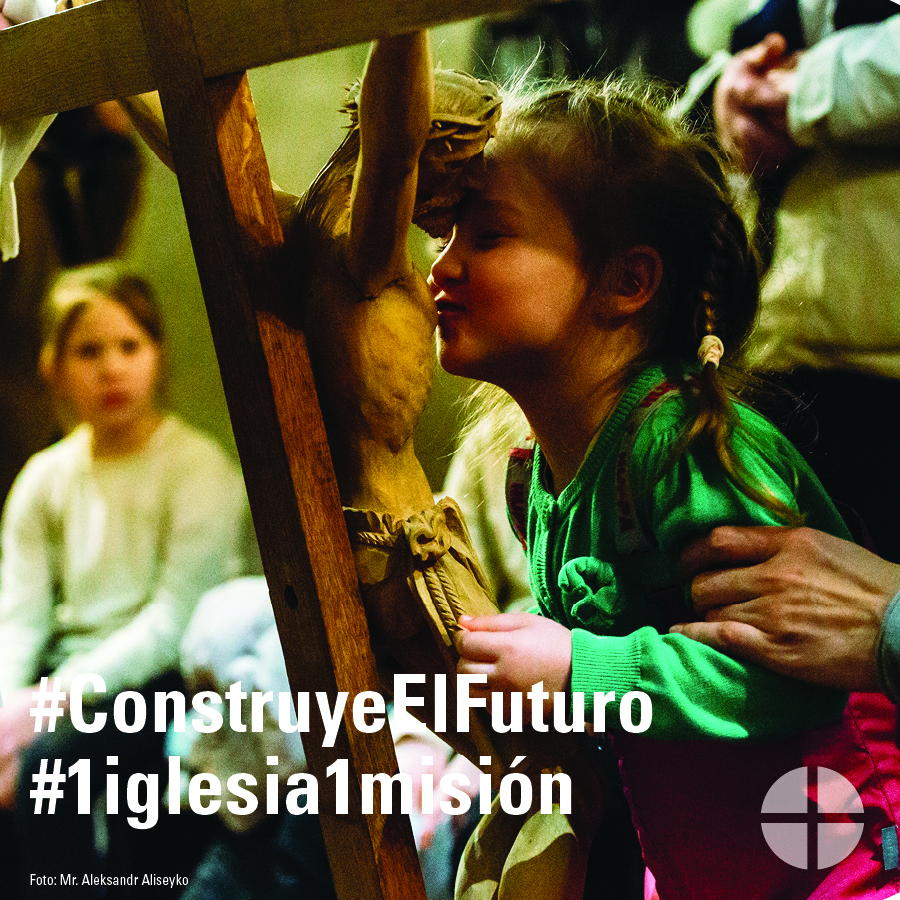 #ConstruyeElFuturo
#1iglesia1misión
Foto: Mr. Aleksandr Aliseyko